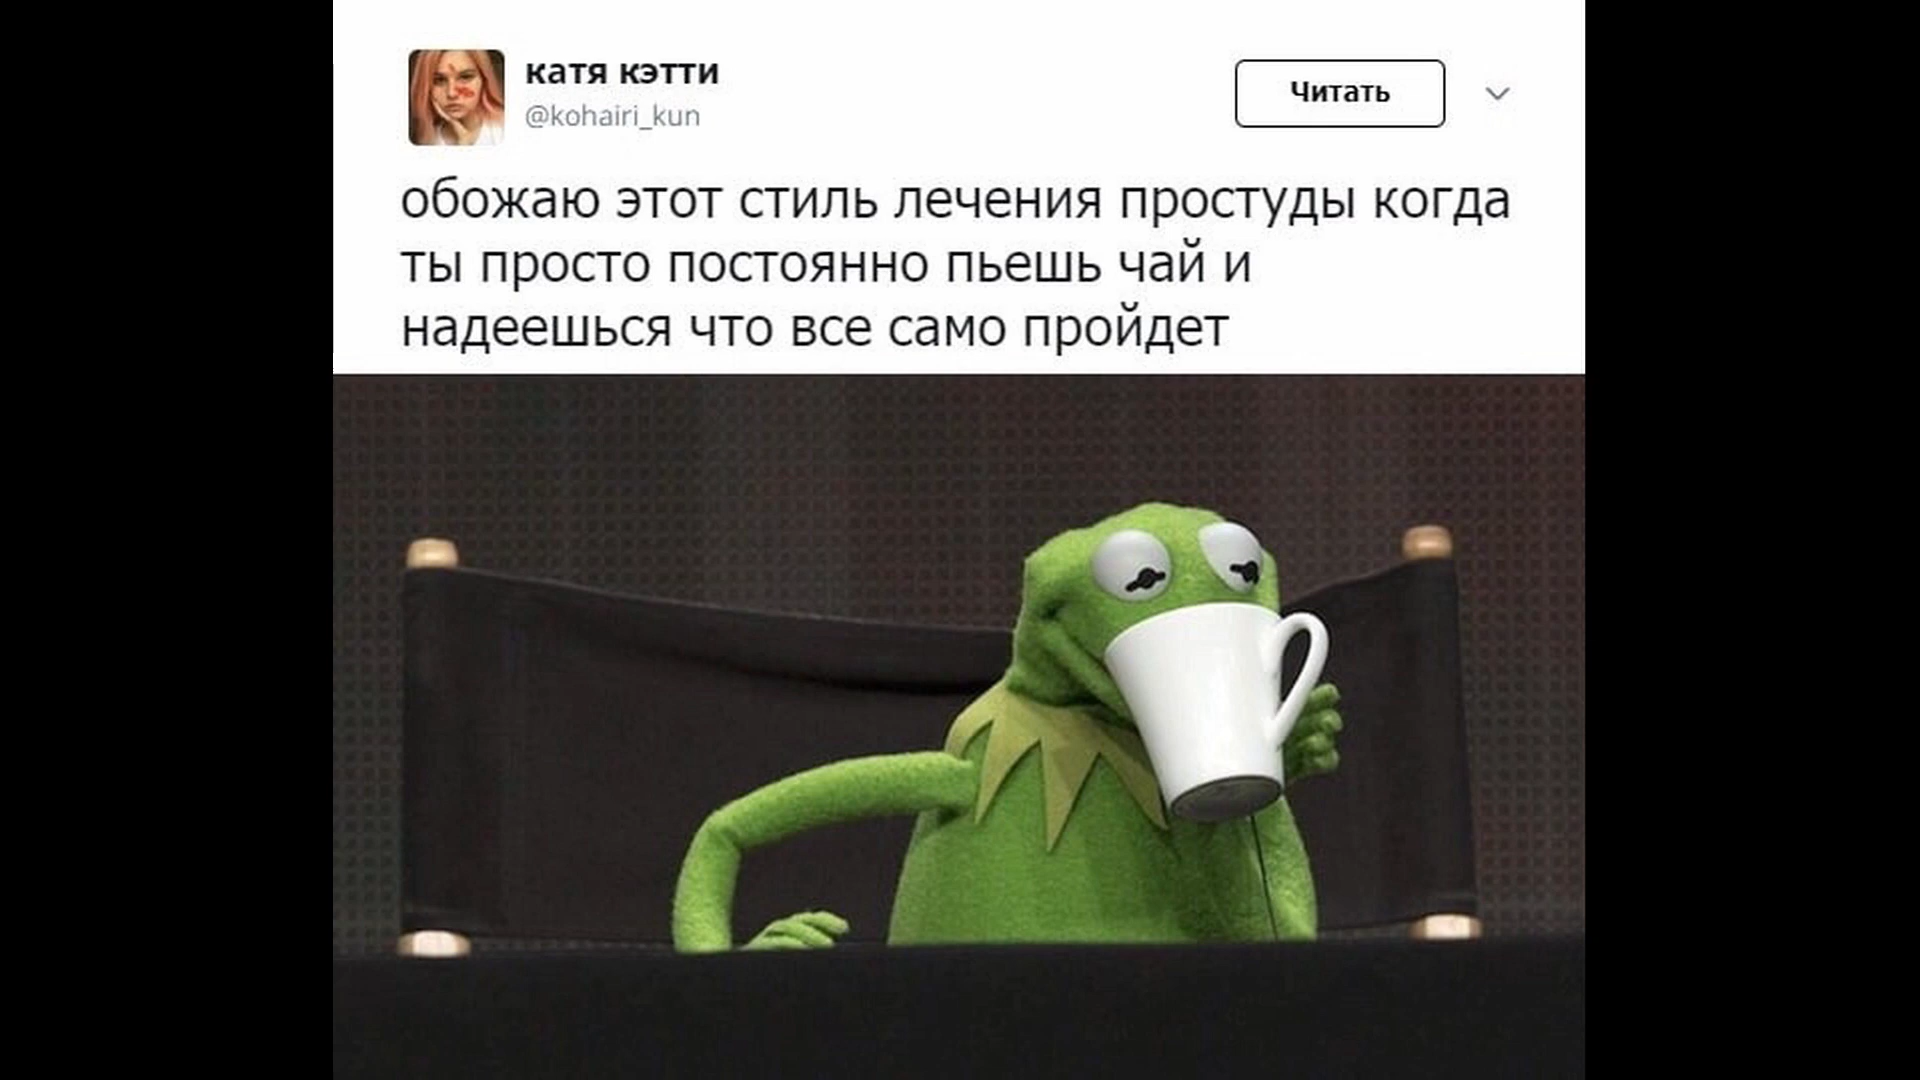 катя кэтти
@kohairi_kun
Читать
обожаю этот стиль лечения простуды когда
ты просто постоянно пьешь чай и
надеешься что все само пройдет